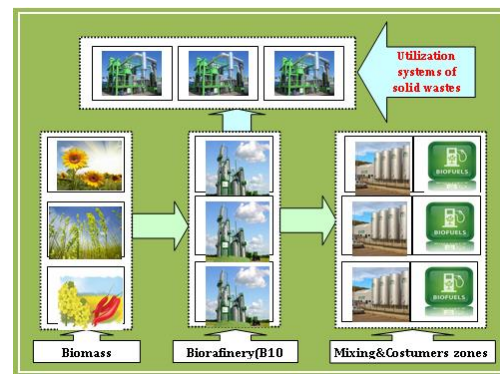 Utilization
systems of
solid wastes
BIOFUELS
BIOFUELS
BIOFUELS
Biomass
Biorafinery(B10
Mixing&Costumers zones